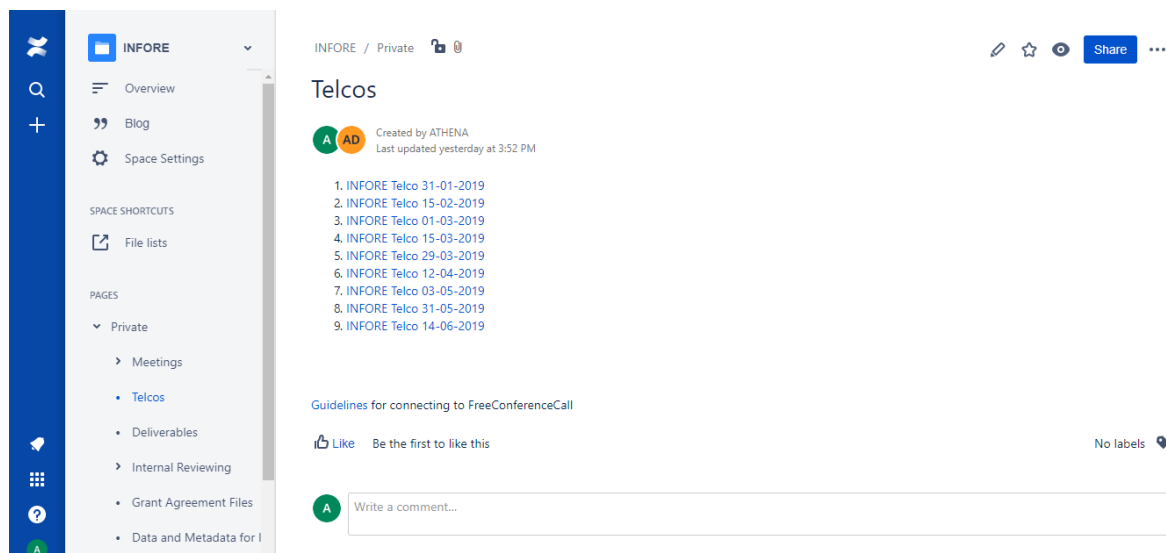 INFORE
Overview
Blog
Space Settings
SPACE SHORTCUTS
File lists
PAGES
Private
Meetings
Telcos
Deliverables
Internal Reviewing
Grant Agreement Files
Data and Metadata for I
A
INFORE / Private
Share
Telcos
A AD
Created by ATHENA
Last updated yesterday at 3:52 PM
1. INFORE Telco 31-01-2019
2. INFORE Telco 15-02-2019
3. INFORE Telco 01-03-2019
4. INFORE Telco 15-03-2019
5. INFORE Telco 29-03-2019
6. INFORE Telco 12-04-2019
7. INFORE Telco 03-05-2019
8. INFORE Telco 31-05-2019
9. INFORE Telco 14-06-2019
Guidelines for connecting to FreeConferenceCall
Like Be the first to like this
No labels
A
Write a comment...